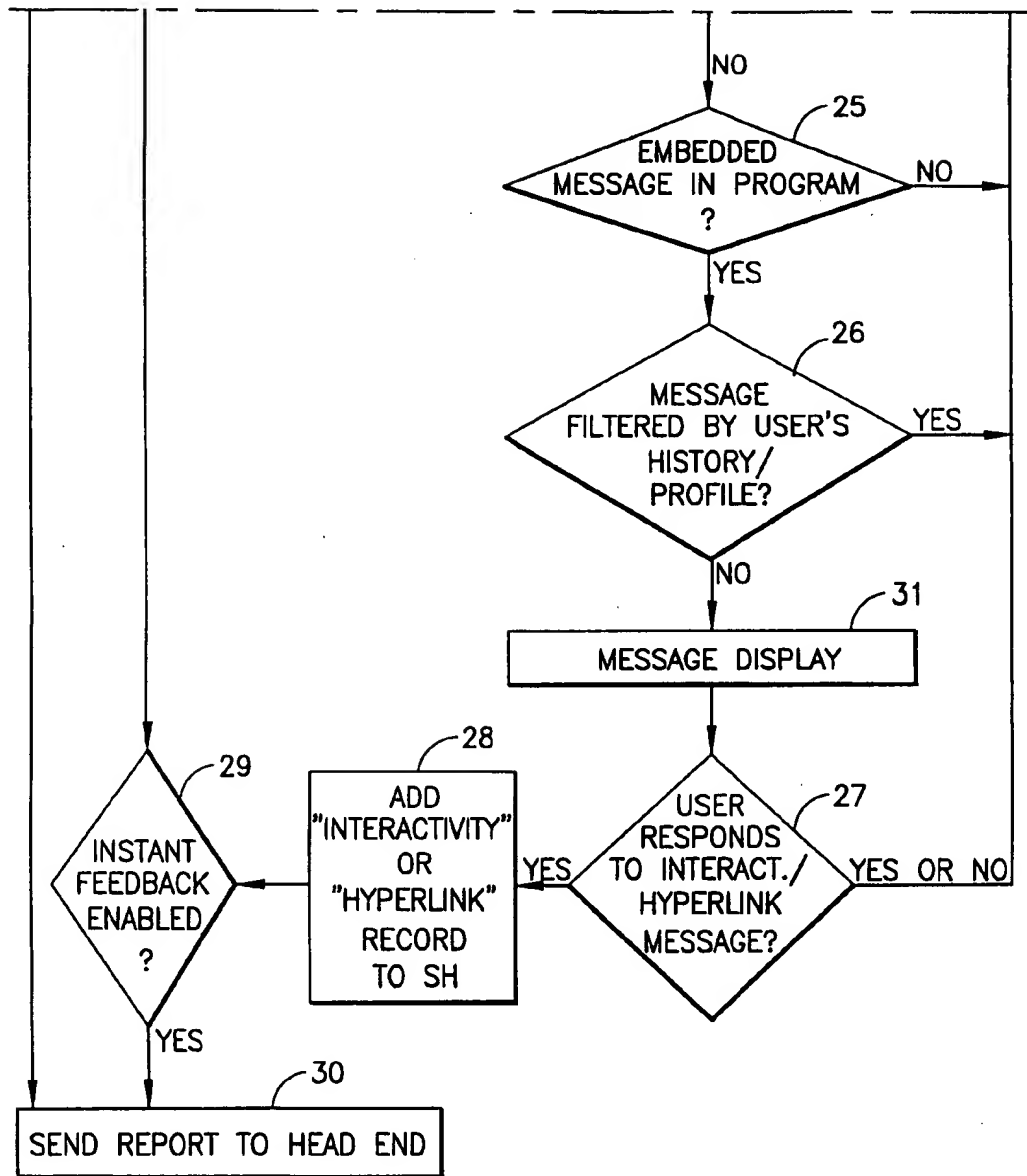 NO
25
EMBEDDED
MESSAGE IN PROGRAM
?
NO
YES
26
MESSAGE
FILTERED BY USER'S
HISTORY/
PROFILE?
YES
NO
31
MESSAGE DISPLAY
27
USER
RESPONDS
TO INTERACT./
HYPERLINK
MESSAGE?
YES OR NO
YES
28
ADD
"INTERACTIVITY"
OR
"HYPERLINK"
RECORD
TO SH
29
INSTANT
FEEDBACK
ENABLED
?
YES
30
SEND REPORT TO HEAD END